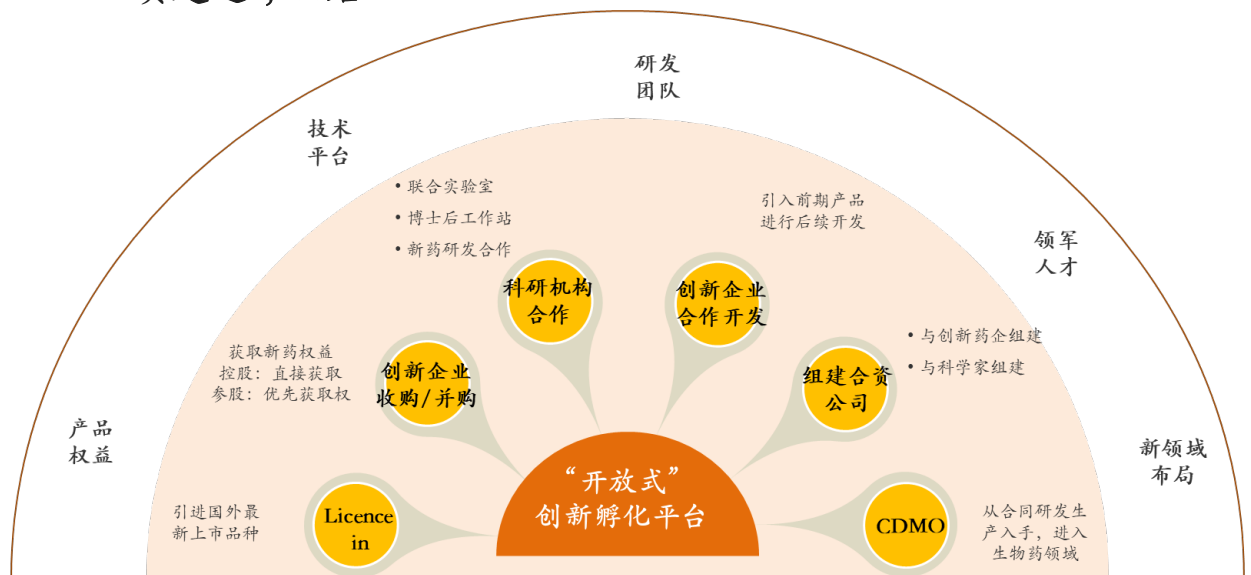 研发
团队
技术
平台
• 联合实验室
• 博士后工作站
• 新药研发合作
引入前期产品
进行后续开发
领军
人才
科研机构
合作
创新企业
合作开发
获取新药权益
控股：直接获取
参股：优先获取权
创新企业
收购/并购
• 与创新药企组建
• 与科学家组建
组建合资
公司
产品
权益
新领域
布局
“开放式”
创新孵化平台
引进国外最
新上市品种
Licence
in
CDMO
从合同研发生
产入手，进入
生物药领域